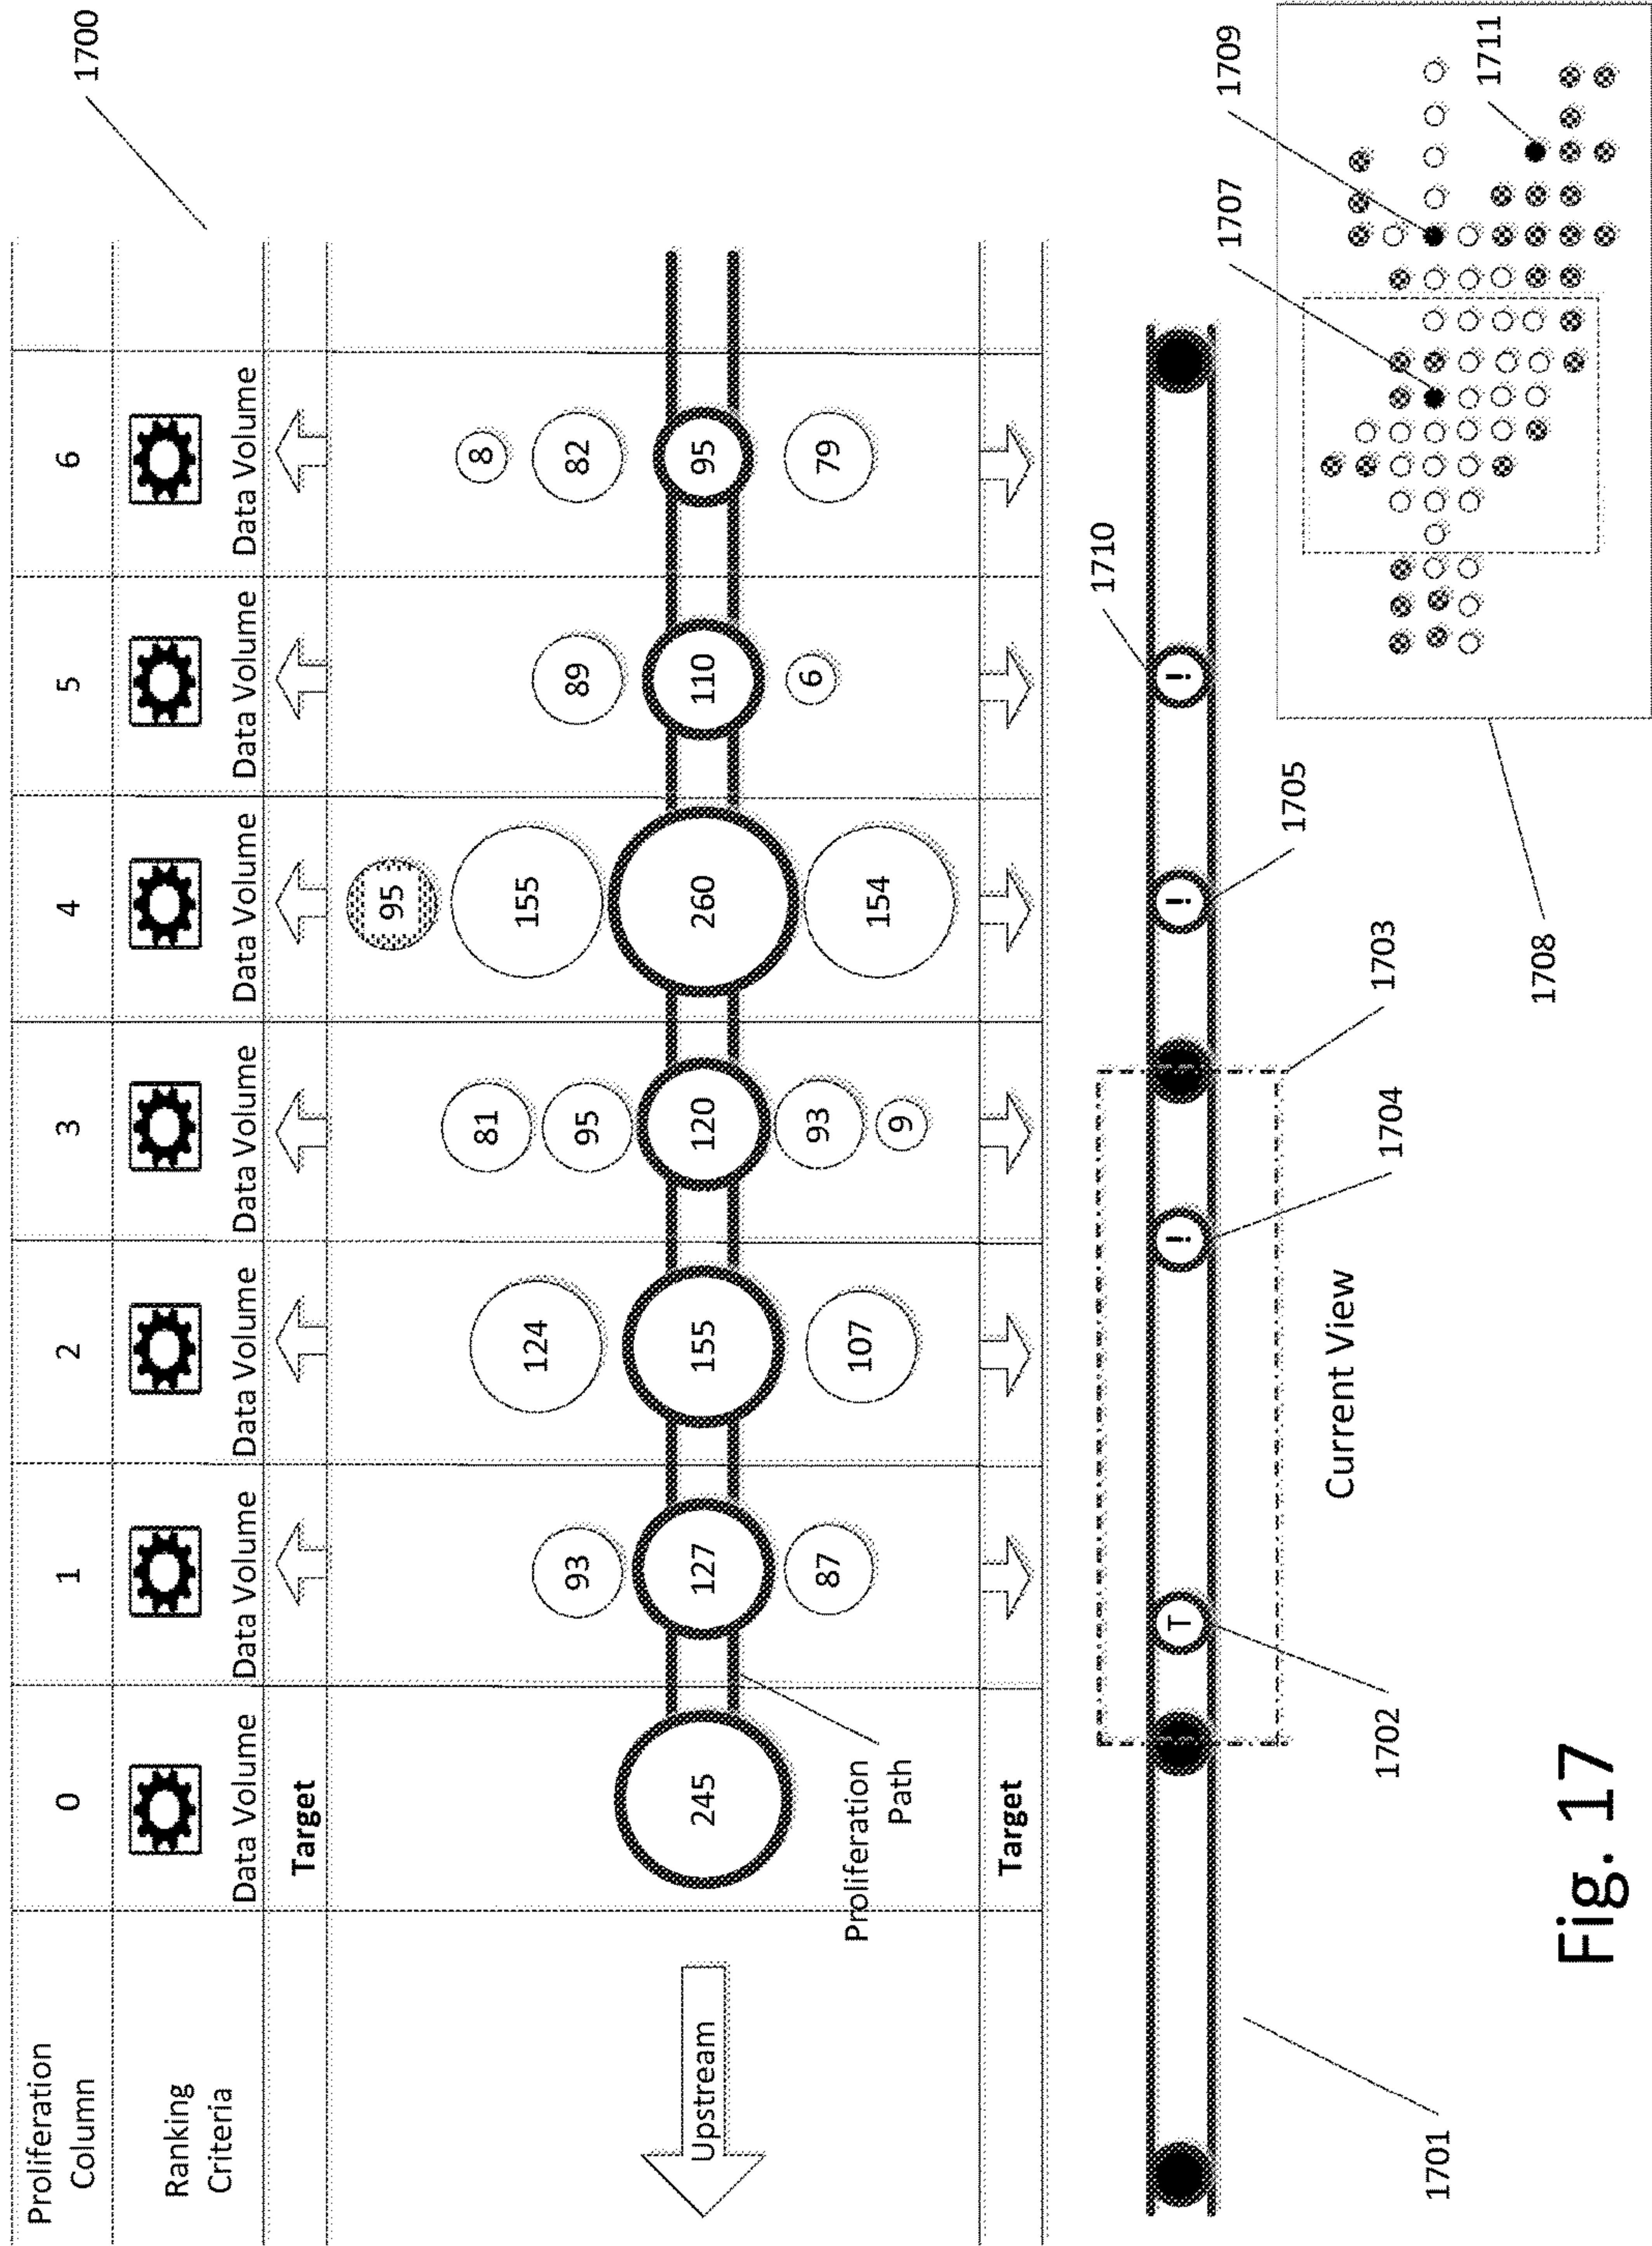 1700
Proliferation
Column
0
1
2
3
4
5
6
Ranking
Criteria
Data Volume
Data Volume
Data Volume
Data Volume
Data Volume
Data Volume
Data Volume
Target
95
8
81
155
82
124
95
89
93
Upstream
245
127
155
120
260
110
95
87
107
93
9
154
6
79
Proliferation
Path
Target
1701
1702
T
!
!
!
1710
Current View
1704
1703
1705
1708
1707
1709
1711
Fig. 17